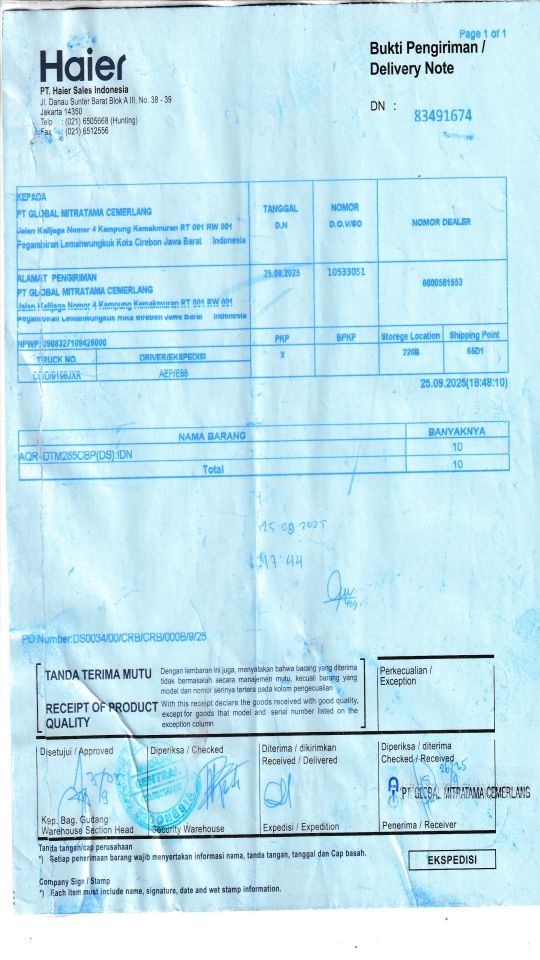 Page 1 of 1
Haier
Bukti Pengiriman /
Delivery Note
PT. Haier Sales Indonesia
Jl. Danau Sunter Barat Blok A III, No. 38 - 39
Jakarta 14350
Telp : (021) 6505668 (Hunting)
Fax : (021) 6512556
DN :
83491674
KEPADA
PT GLOBAL MITRATAMA CEMERLANG
Jalan Kalijaga Nomor 4 Kampung Kemakmuran RT 001 RW 001
Pegambiran Lemahwungkuk Kota Cirebon Jawa Barat Indonesia
TANGGAL
D.N
NOMOR
D.O.V/SO
NOMOR DEALER
ALAMAT PENGIRIMAN
PT GLOBAL MITRATAMA CEMERLANG
Jalan Kalijaga Nomor 4 Kampung Kemakmuran RT 001 RW 001
Pegambiran Lemahwungkuk Kota Cirebon Jawa Barat Indonesia
25.09.2025
10533051
6000581553
NPWP:0908327109426000
PKP
BPKP
Storege Location
Shipping Point
TRUCK NO.
DRIVER/EKSPEDISI
X
220B
65D1
AEP/E66
25.09.2025(18:48:10)
NAMA BARANG
BANYAKNYA
AQR-DTM285CBP(DS):IDN
10
Total
10
25-09-2025
17:44
PO Number:DS0034/00/CRB/CRB/000B/9/25
TANDA TERIMA MUTU
Dengan lembaran ini juga, menyatakan bahwa barang yang diterima
tidak bermasalah secara manajemen mutu, kecuali barang yang
model dan nomor serinya tertera pada kolom pengecualian
RECEIPT OF PRODUCT
QUALITY
With this receipt declare the goods received with good quality,
except for goods that model and serial number listed on the
exception column
Perkecualian /
Exception
Disetujui / Approved
Diperiksa / Checked
Diterima / dikirimkan
Received / Delivered
Diperiksa / diterima
Checked / Received
PT GLOBAL MITRATAMA CEMERLANG
Kep. Bag. Gudang
Warehouse Section Head
Security Warehouse
Expedisi / Expedition
Penerima / Receiver
Tanda tangan/cap perusahaan
*) Setiap penerimaan barang wajib menyertakan informasi nama, tanda tangan, tanggal dan Cap basah.
EKSPEDISI
Company Sign / Stamp
*) Each item must include name, signature, date and wet stamp information.